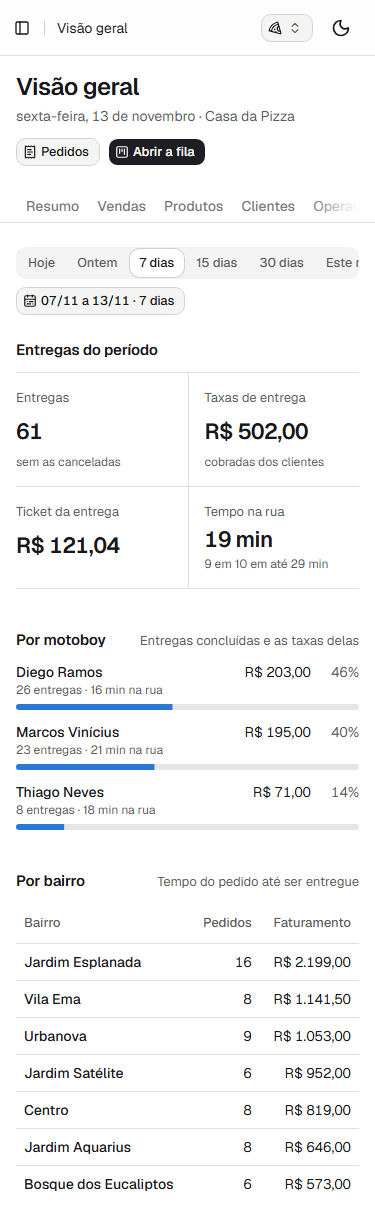 Visão geral
Visão geral
sexta-feira, 13 de novembro · Casa da Pizza
Pedidos Abrir a fila
Resumo Vendas Produtos Clientes Opera
Hoje Ontem 7 dias 15 dias 30 dias Este
07/11 a 13/11 · 7 dias
Entregas do período
Entregas
61
sem as canceladas
Taxas de entrega
R$ 502,00
cobradas dos clientes
Ticket da entrega
R$ 121,04
Tempo na rua
19 min
9 em 10 em até 29 min
Por motoboy Entregas concluídas e as taxas delas
Diego Ramos R$ 203,00 46%
26 entregas · 16 min na rua
Marcos Vinícius R$ 195,00 40%
23 entregas · 21 min na rua
Thiago Neves R$ 71,00 14%
8 entregas · 18 min na rua
Por bairro Tempo do pedido até ser entregue
Bairro Pedidos Faturamento
Jardim Esplanada 16 R$ 2.199,00
Vila Ema 8 R$ 1.141,50
Urbanova 9 R$ 1.053,00
Jardim Satélite 6 R$ 952,00
Centro 8 R$ 819,00
Jardim Aquarius 8 R$ 646,00
Bosque dos Eucaliptos 6 R$ 573,00